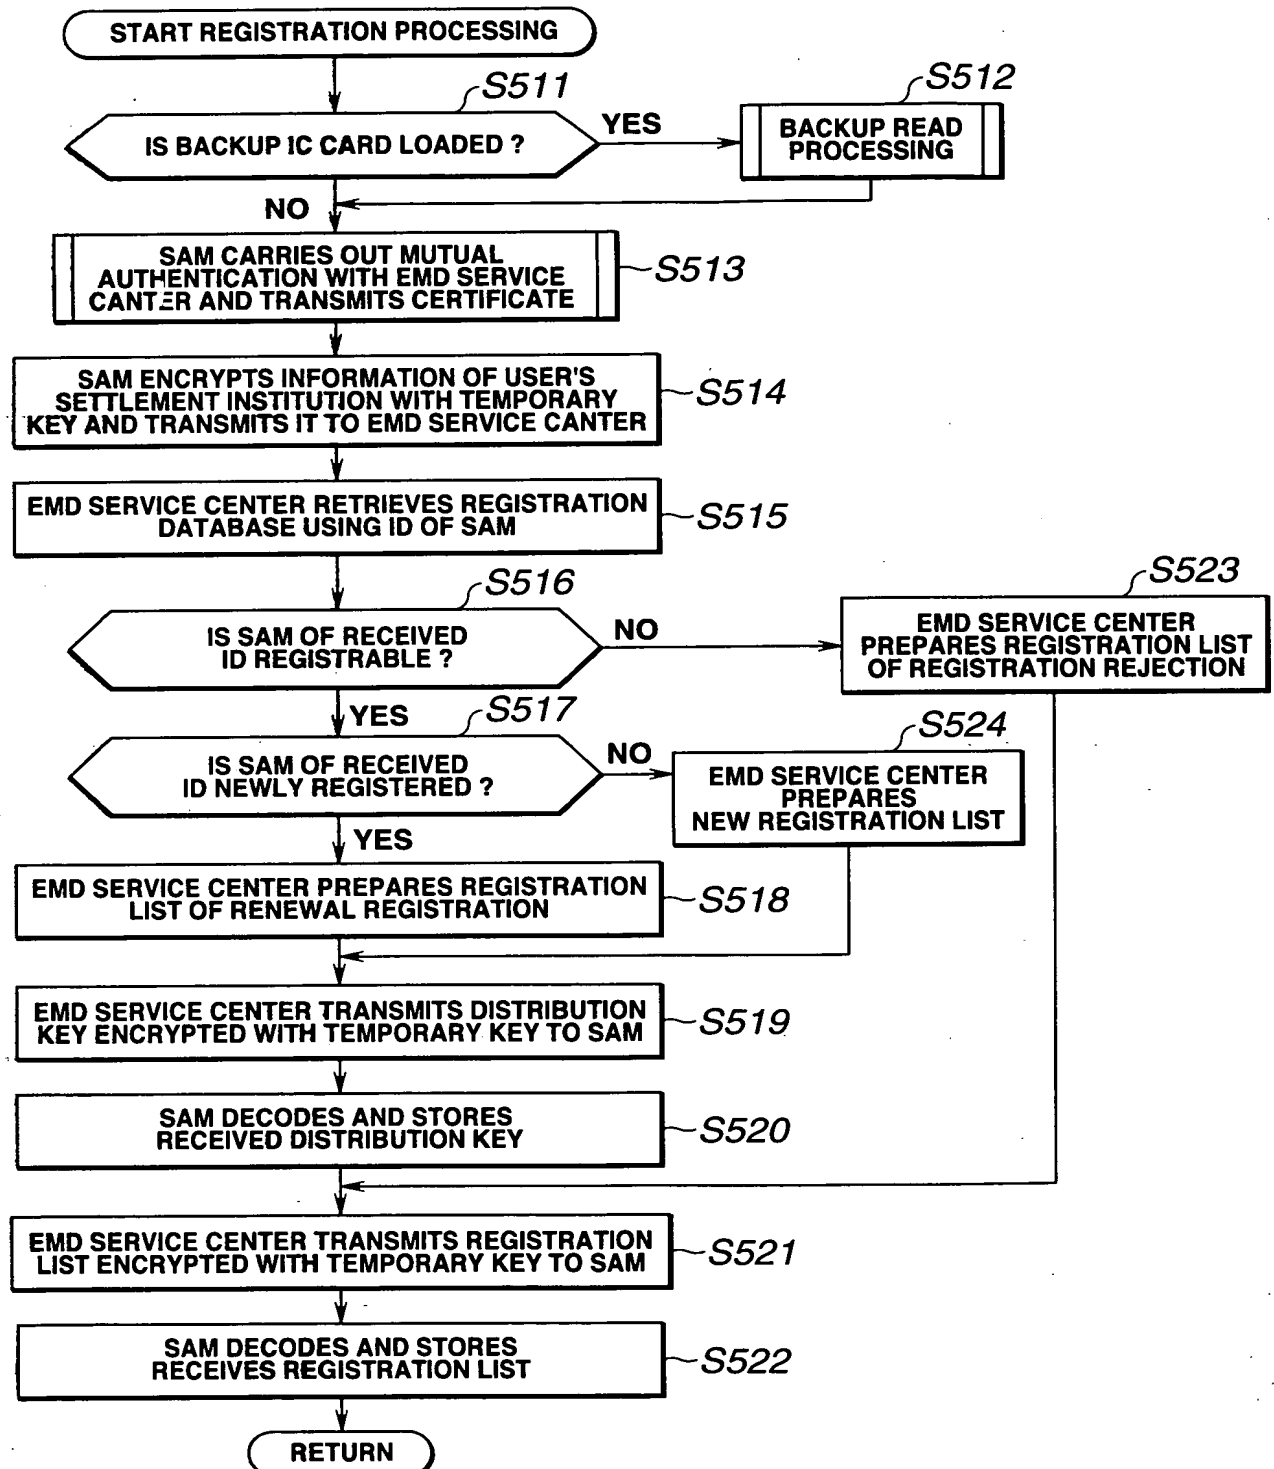 START REGISTRATION PROCESSING
S511
IS BACKUP IC CARD LOADED ?
YES
S512
BACKUP READ
PROCESSING
NO
SAM CARRIES OUT MUTUAL
AUTHENTICATION WITH EMD SERVICE
CANTER AND TRANSMITS CERTIFICATE
S513
SAM ENCRYPTS INFORMATION OF USER'S
SETTLEMENT INSTITUTION WITH TEMPORARY
KEY AND TRANSMITS IT TO EMD SERVICE CANTER
S514
EMD SERVICE CENTER RETRIEVES REGISTRATION
DATABASE USING ID OF SAM
S515
S516
IS SAM OF RECEIVED
ID REGISTRABLE ?
NO
S523
EMD SERVICE CENTER
PREPARES REGISTRATION LIST
OF REGISTRATION REJECTION
YES
S517
IS SAM OF RECEIVED
ID NEWLY REGISTERED ?
NO
S524
EMD SERVICE CENTER
PREPARES
NEW REGISTRATION LIST
YES
EMD SERVICE CENTER PREPARES REGISTRATION
LIST OF RENEWAL REGISTRATION
S518
EMD SERVICE CENTER TRANSMITS DISTRIBUTION
KEY ENCRYPTED WITH TEMPORARY KEY TO SAM
S519
SAM DECODES AND STORES
RECEIVED DISTRIBUTION KEY
S520
EMD SERVICE CENTER TRANSMITS REGISTRATION
LIST ENCRYPTED WITH TEMPORARY KEY TO SAM
S521
SAM DECODES AND STORES
RECEIVES REGISTRATION LIST
S522
RETURN